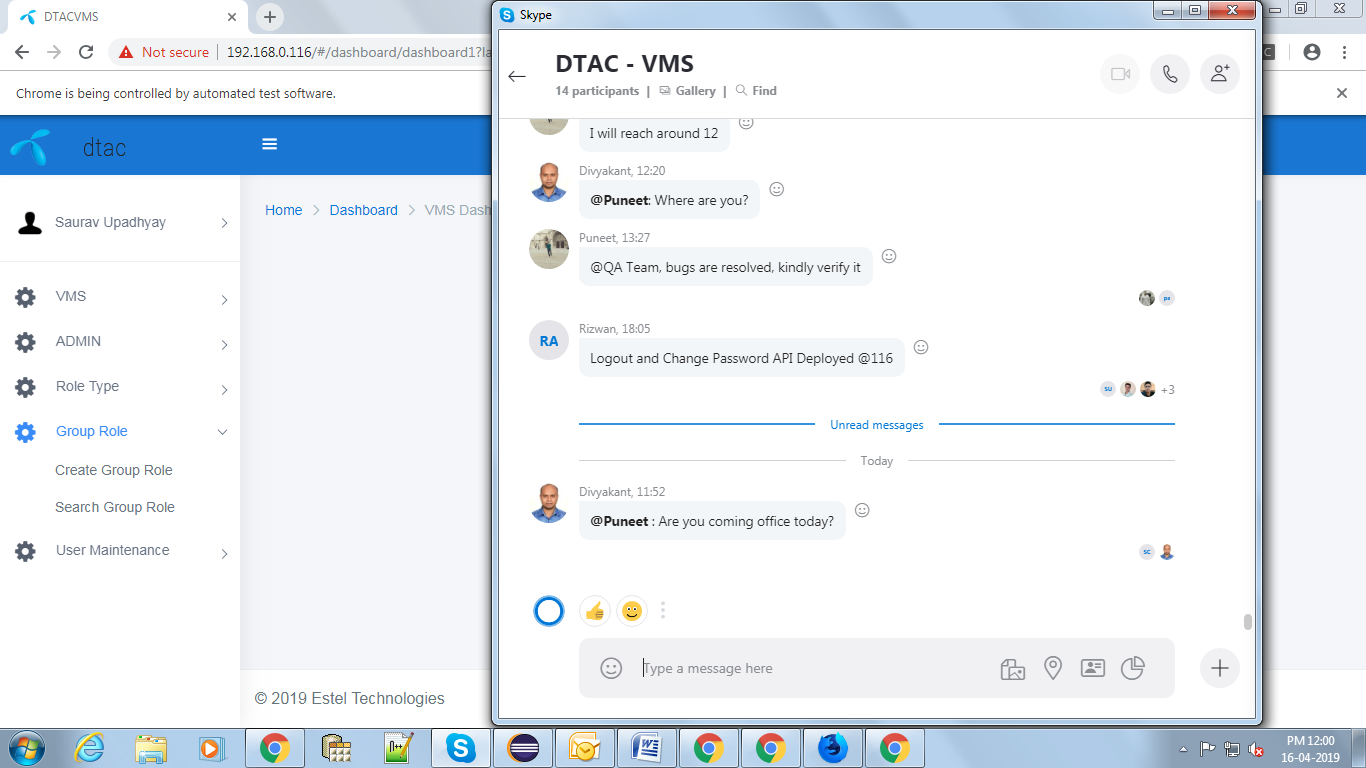 DTACVMS
Not secure
192.168.0.116/#/dashboard/dashboard1?la
Chrome is being controlled by automated test software.
dtac
Saurav Upadhyay
VMS
ADMIN
Role Type
Group Role
Create Group Role
Search Group Role
User Maintenance
Home
Dashboard
VMS Dash
© 2019 Estel Technologies
Skype
DTAC - VMS
14 participants | Gallery | Find
I will reach around 12
Divyakant, 12:20
@Puneet: Where are you?
Puneet, 13:27
@QA Team, bugs are resolved, kindly verify it
RA
Rizwan, 18:05
Logout and Change Password API Deployed @116
SU
+3
Unread messages
Today
Divyakant, 11:52
@Puneet : Are you coming office today?
SC
Type a message here
PM 12:00
16-04-2019